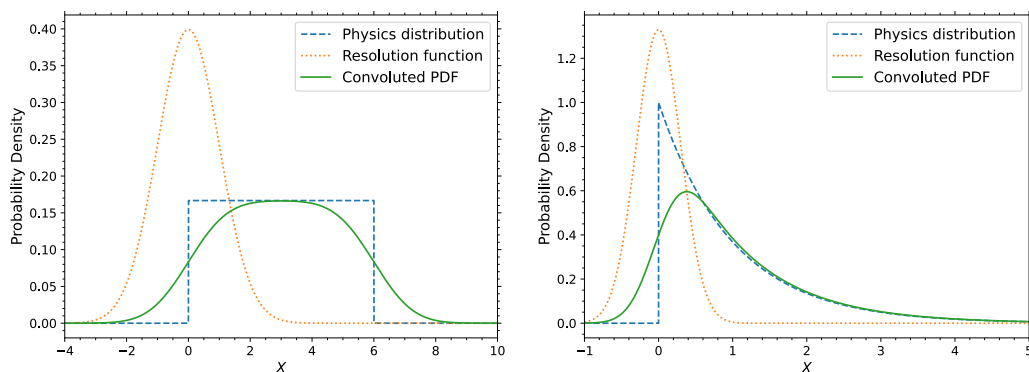 0.40
0.35
0.30
0.25
0.20
0.15
0.10
0.05
0.00
Probability Density
Physics distribution
Resolution function
Convoluted PDF
−4 −2 0 2 4 6 8 10
X
1.2
1.0
0.8
0.6
0.4
0.2
0.0
Probability Density
Physics distribution
Resolution function
Convoluted PDF
−1 0 1 2 3 4 5
X